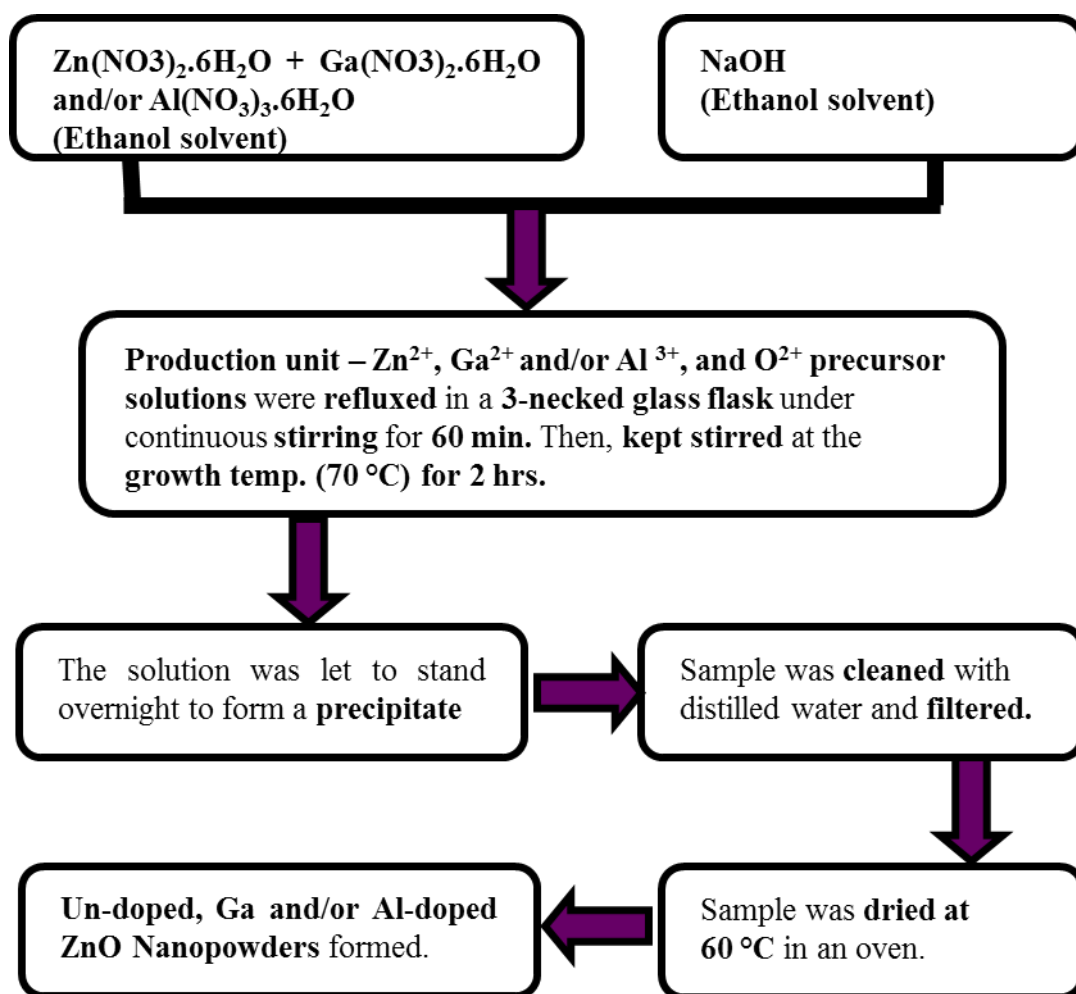 Zn(NO3)₂.6H₂O + Ga(NO3)₂.6H₂O
and/or Al(NO₃)₃.6H₂O
(Ethanol solvent)
NaOH
(Ethanol solvent)
Production unit – Zn²⁺, Ga²⁺ and/or Al ³⁺, and O²⁺ precursor
solutions were refluxed in a 3-necked glass flask under
continuous stirring for 60 min. Then, kept stirred at the
growth temp. (70 °C) for 2 hrs.
The solution was let to stand
overnight to form a precipitate
Sample was cleaned with
distilled water and filtered.
Un-doped, Ga and/or Al-doped
ZnO Nanopowders formed.
Sample was dried at
60 °C in an oven.